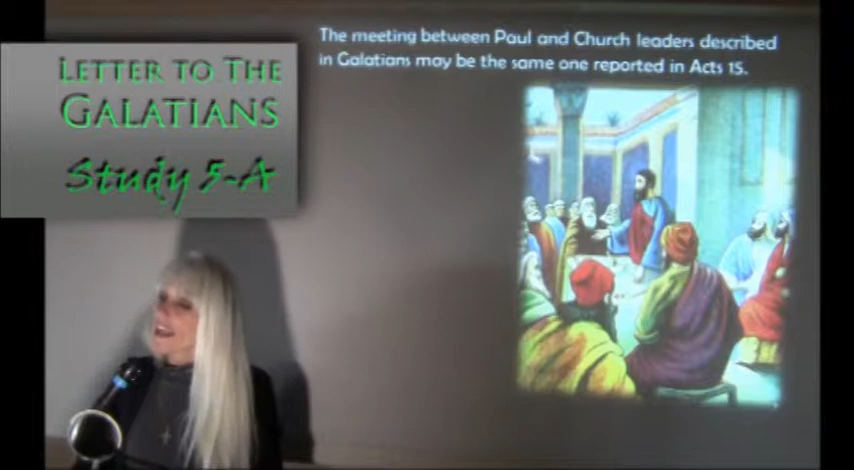 The meeting between Paul and Church leaders described
in Galatians may be the same one reported in Acts 15.
LETTER TO THE
GALATIANS
Study 5-A